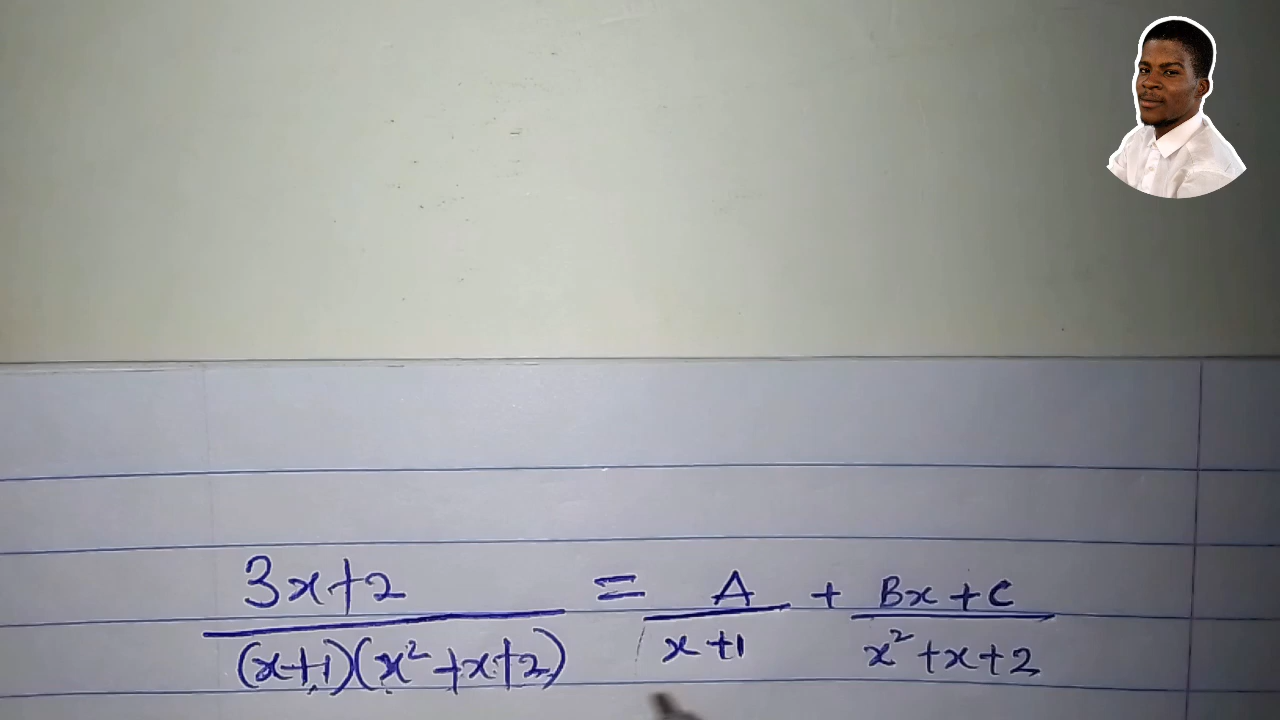 3x+2 = A + Bx+C
(x+1)(x²+x+2) x+1 x²+x+2